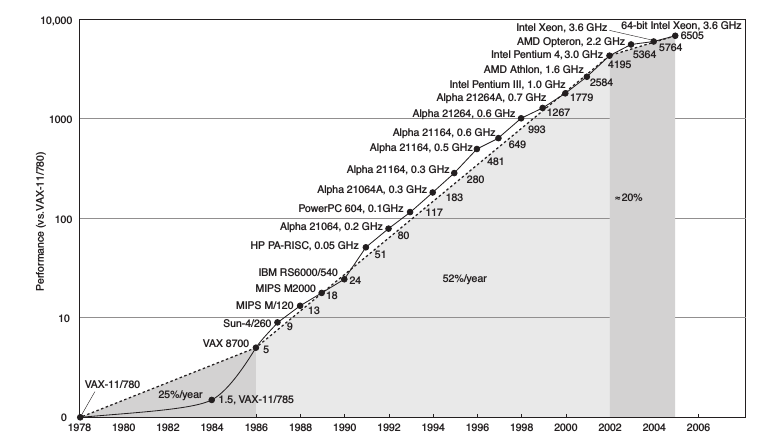 10,000
1000
100
10
0
Performance (vs. VAX-11/780)
Intel Xeon, 3.6 GHz
64-bit Intel Xeon, 3.6 GHz
6505
AMD Opteron, 2.2 GHz
5764
Intel Pentium 4, 3.0 GHz
5364
4195
AMD Athlon, 1.6 GHz
2584
Intel Pentium III, 1.0 GHz
1779
Alpha 21264A, 0.7 GHz
1267
Alpha 21264, 0.6 GHz
993
Alpha 21164, 0.6 GHz
649
Alpha 21164, 0.5 GHz
481
Alpha 21164, 0.3 GHz
280
Alpha 21064A, 0.3 GHz
183
PowerPC 604, 0.1GHz
117
Alpha 21064, 0.2 GHz
80
HP PA-RISC, 0.05 GHz
51
IBM RS6000/540
24
MIPS M2000
18
MIPS M/120
13
Sun-4/260
9
VAX 8700
5
VAX-11/780
25%/year
1.5, VAX-11/785
52%/year
≈20%
1978 1980 1982 1984 1986 1988 1990 1992 1994 1996 1998 2000 2002 2004 2006